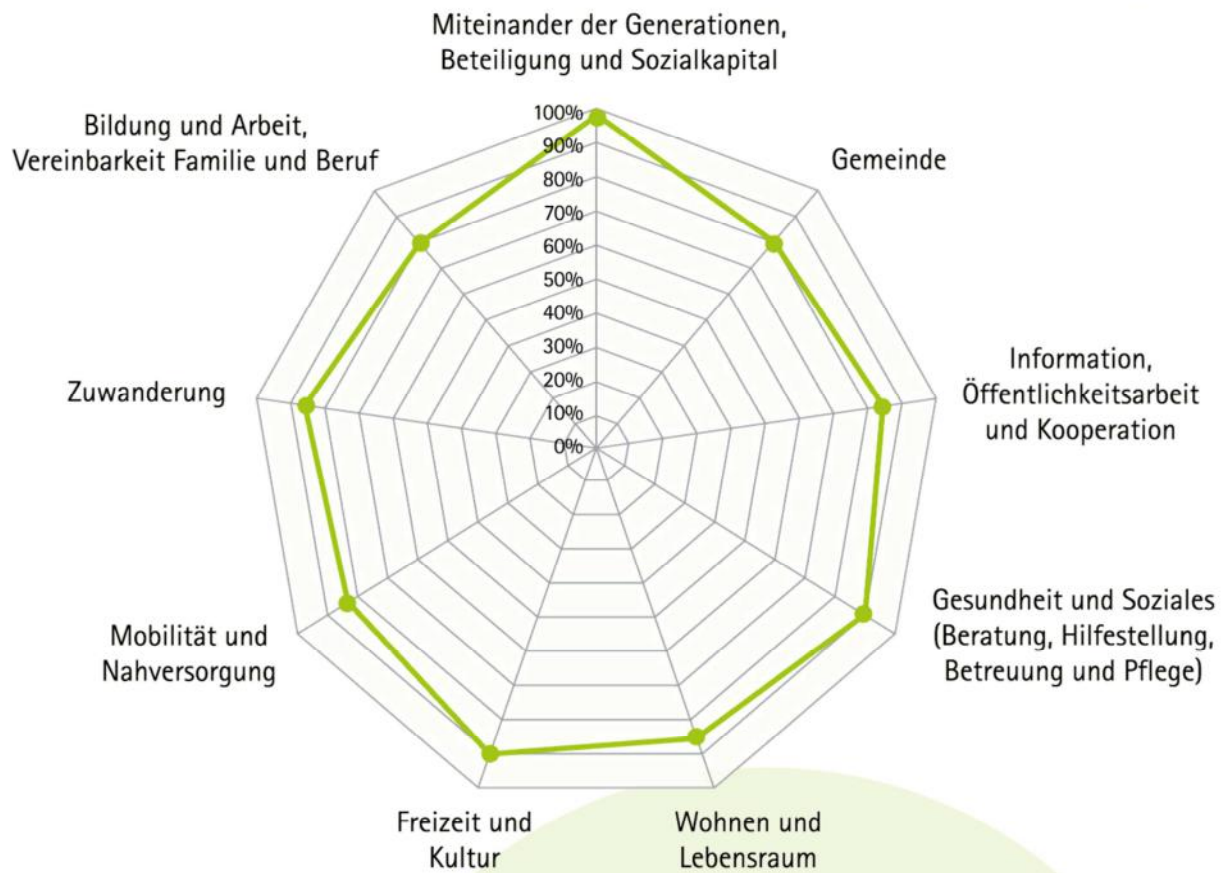 Miteinander der Generationen,
Beteiligung und Sozialkapital
Bildung und Arbeit,
Vereinbarkeit Familie und Beruf
Gemeinde
100%
90%
80%
70%
60%
50%
40%
30%
20%
10%
0%
Zuwanderung
Information,
Öffentlichkeitsarbeit
und Kooperation
Mobilität und
Nahversorgung
Gesundheit und Soziales
(Beratung, Hilfestellung,
Betreuung und Pflege)
Freizeit und
Kultur
Wohnen und
Lebensraum